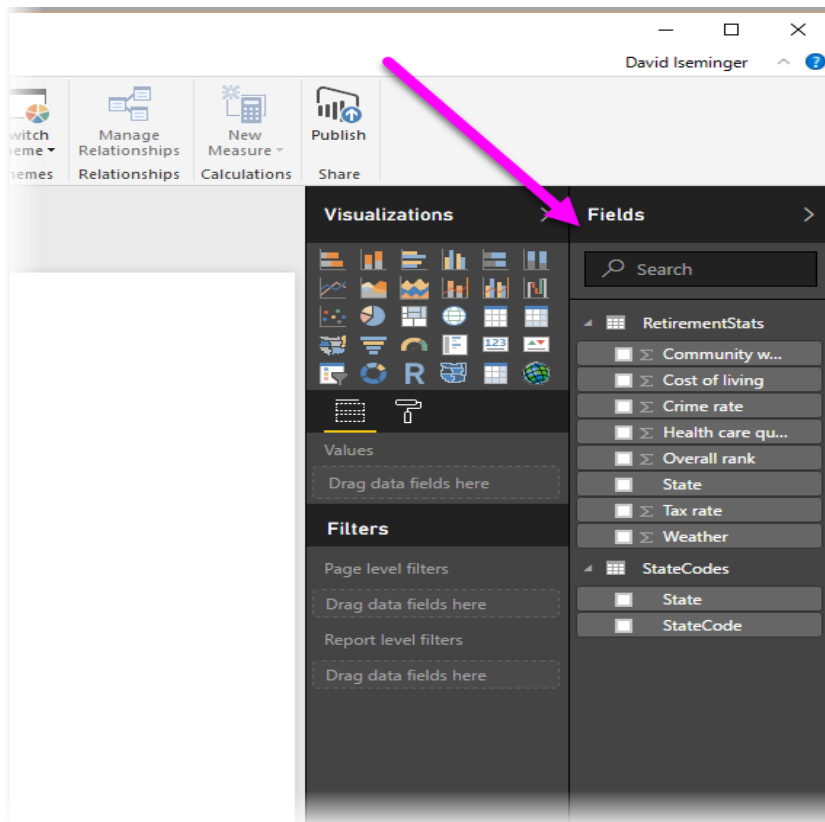 David Iseminger
?
witch Manage New Publish
eme Relationships Measure
emes Relationships Calculations Share
Visualizations
Fields
Search
RetirementStats
Community w...
Cost of living
Crime rate
Health care qu...
Overall rank
State
Tax rate
Weather
StateCodes
State
StateCode
123
R
Values
Drag data fields here
Filters
Page level filters
Drag data fields here
Report level filters
Drag data fields here